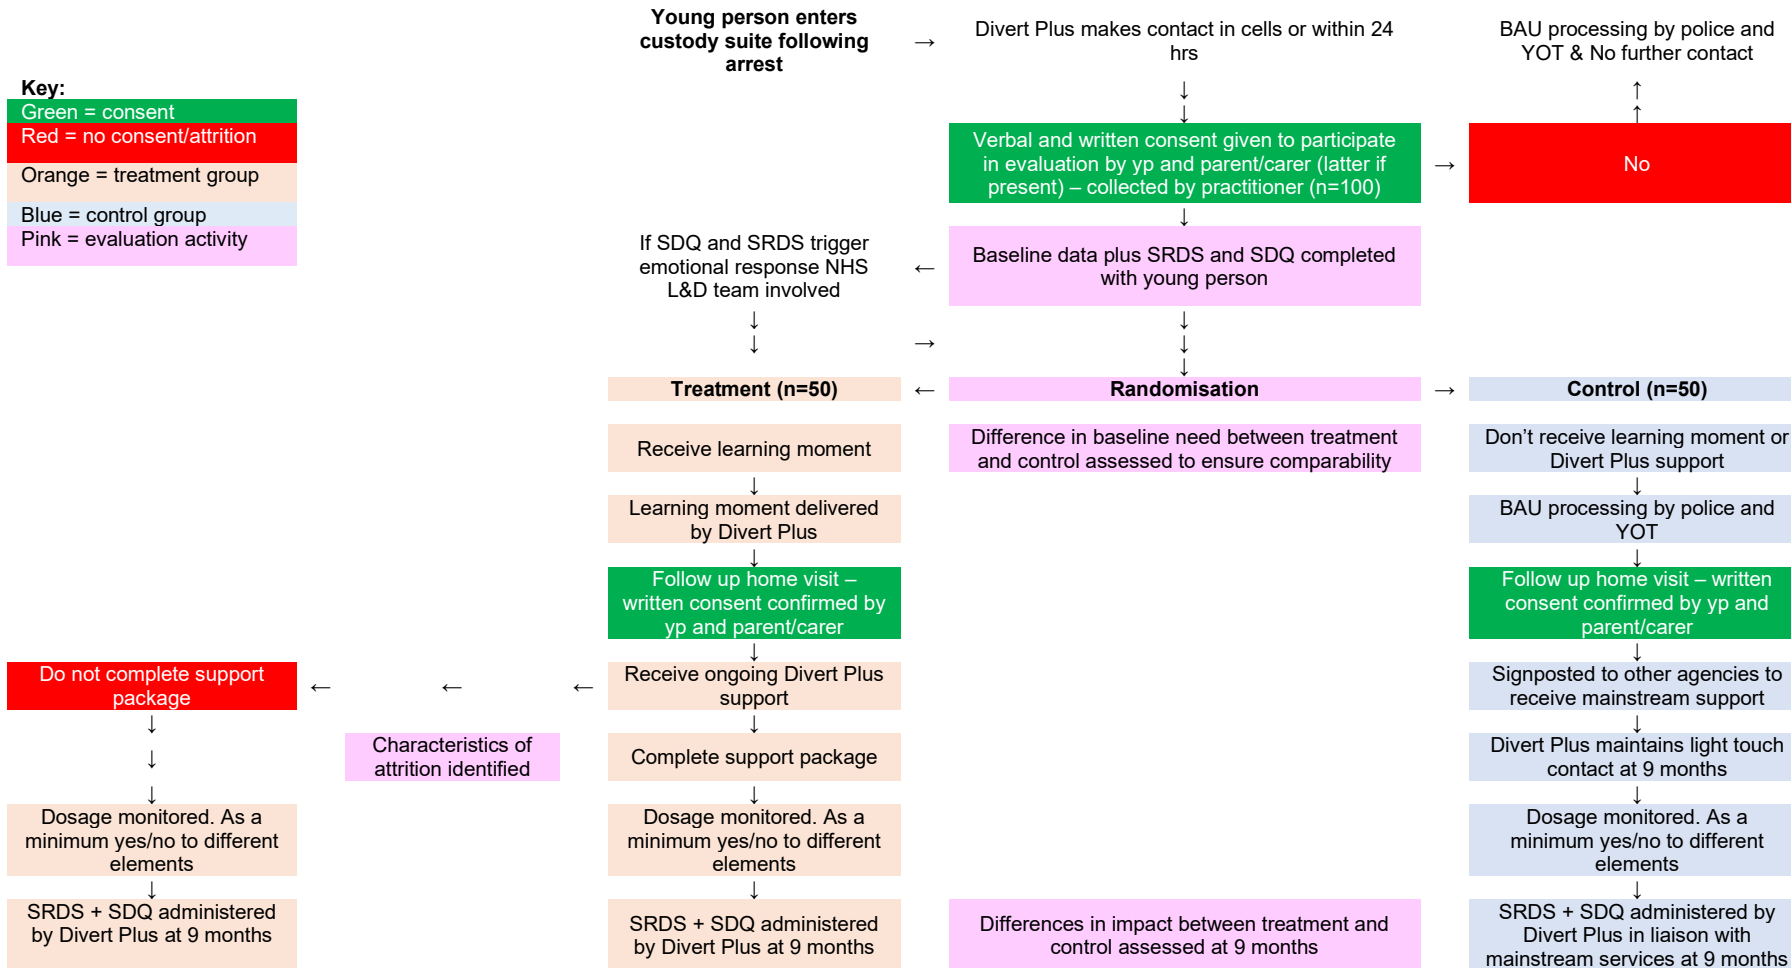 Young person enters
custody suite following
arrest
→
Divert Plus makes contact in cells or within 24
hrs
BAU processing by police and
YOT & No further contact
Key:
Green = consent
Red = no consent/attrition
Orange = treatment group
Blue = control group
Pink = evaluation activity
↓
↓
↑
↑
Verbal and written consent given to participate
in evaluation by yp and parent/carer (latter if
present) – collected by practitioner (n=100)
→
No
↓
If SDQ and SRDS trigger
emotional response NHS
L&D team involved
←
Baseline data plus SRDS and SDQ completed
with young person
↓
↓
→
↓
↓
↓
Treatment (n=50)
←
Randomisation
→
Control (n=50)
Receive learning moment
Difference in baseline need between treatment
and control assessed to ensure comparability
Don’t receive learning moment or
Divert Plus support
↓
↓
Learning moment delivered
by Divert Plus
BAU processing by police and
YOT
↓
↓
Follow up home visit –
written consent confirmed by
yp and parent/carer
Follow up home visit – written
consent confirmed by yp and
parent/carer
↓
↓
Do not complete support
package
←
←
←
Receive ongoing Divert Plus
support
Signposted to other agencies to
receive mainstream support
↓
↓
↓
↓
Characteristics of
attrition identified
Complete support package
Divert Plus maintains light touch
contact at 9 months
↓
↓
↓
Dosage monitored. As a
minimum yes/no to different
elements
Dosage monitored. As a
minimum yes/no to different
elements
Dosage monitored. As a
minimum yes/no to different
elements
↓
↓
↓
SRDS + SDQ administered
by Divert Plus at 9 months
SRDS + SDQ administered
by Divert Plus at 9 months
Differences in impact between treatment and
control assessed at 9 months
SRDS + SDQ administered by
Divert Plus in liaison with
mainstream services at 9 months